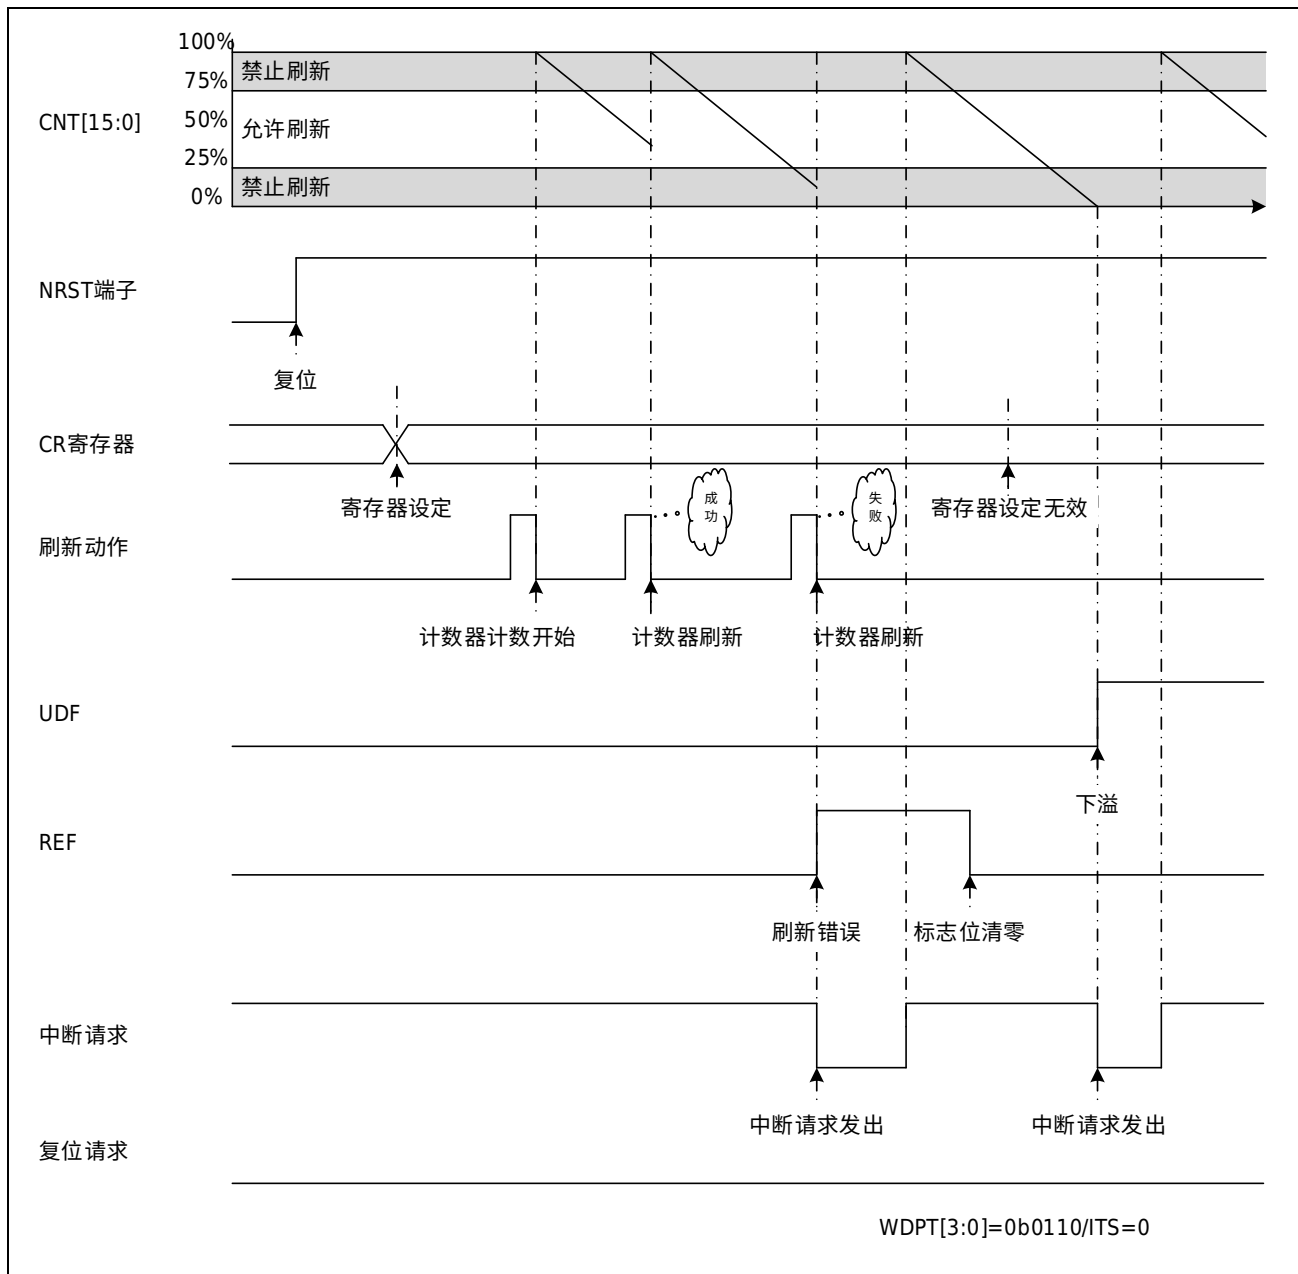 100%
禁止刷新
75%
CNT[15:0]
50%
允许刷新
25%
禁止刷新
0%
NRST端子
复位
CR寄存器
寄存器设定
成功
失败
寄存器设定无效
刷新动作
计数器计数开始
计数器刷新
计数器刷新
UDF
下溢
REF
刷新错误
标志位清零
中断请求
中断请求发出
中断请求发出
复位请求
WDPT[3:0]=0b0110/ITS=0